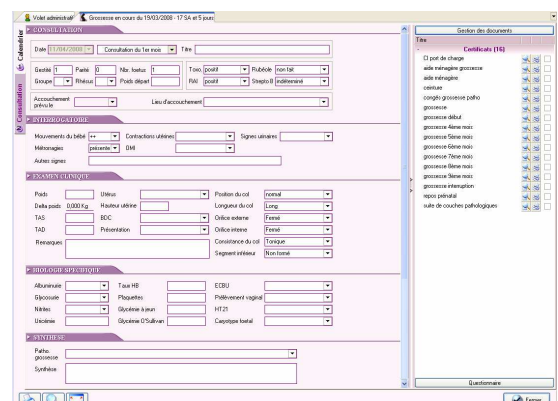 Volet administratif Grossesse en cours du 19/03/2008 - 17 SA et 5 jours
Calendrier
Consultation
CONSULTATION
Date 11/04/2008 Consultation du 1er mois Titre
Gestité 1 Parité 0 Nbr. foetus 1 Toxo. positif Rubéole non fait
Groupe Rhésus Poids départ RAI positif Strepto B indéterminé
Accouchement prévu le Lieu d'accouchement
INTERROGATOIRE
Mouvements du bébé ++ Contractions utérines Signes urinaires
Métrorragies présente DMI
Autres signes
EXAMEN CLINIQUE
Poids Utérus Position du col normal
Delta poids 0,000 Kg Hauteur utérine Longueur du col Long
TAS BDC Orifice externe Fermé
TAD Présentation Orifice interne Fermé
Remarques Consistance du col Tonique
Segment inférieur Non formé
BIOLOGIE SPECIFIQUE
Albuminurie Taux HB ECBU
Glycosurie Plaquettes Prélèvement vaginal
Nitrites Glycémie à jeun HT21
Uricémie Glycémie O'Sullivan Caryotype foetal
SYNTHESE
Patho. grossesse
Synthèse
Gestion des documents
Titre
- Certificats (16)
CI port de charge
aide ménagère grossesse
aide ménagère
ceinture
congés grossesse patho
grossesse
grossesse début
grossesse 4ème mois
grossesse 5ème mois
grossesse 6ème mois
grossesse 7ème mois
grossesse 8ème mois
grossesse 9ème mois
grossesse interruption
repos prénatal
suite de couches pathologiques
Questionnaire
Fermer